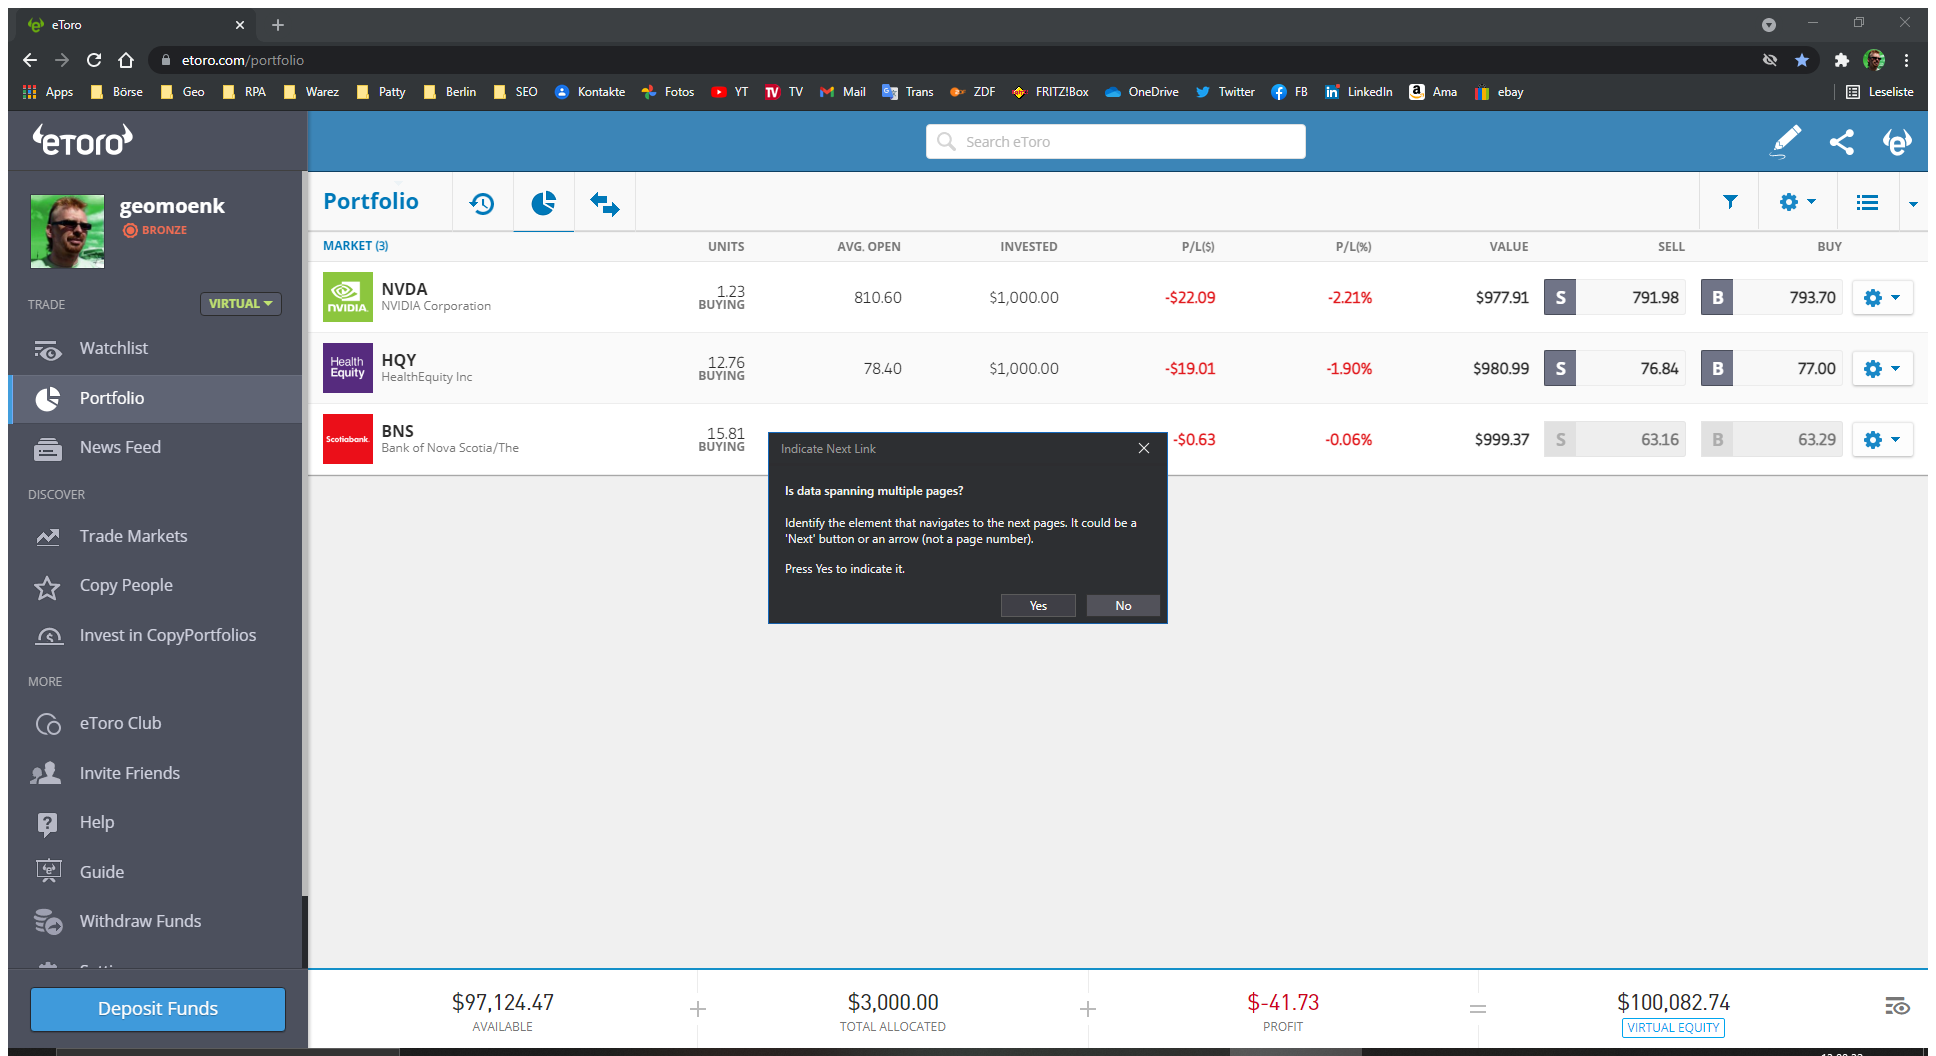 eToro
etoro.com/portfolio
Apps Börse Geo RPA Warez Patty Berlin SEO Kontakte Fotos YT TV TV Mail Trans ZDF FRITZ!Box OneDrive Twitter FB LinkedIn Ama ebay Leseliste
eTORO
Search eToro
geomoenk
BRONZE
TRADE VIRTUAL
Watchlist
Portfolio
News Feed
DISCOVER
Trade Markets
Copy People
Invest in CopyPortfolios
MORE
eToro Club
Invite Friends
Help
Guide
Withdraw Funds
Deposit Funds
Portfolio
MARKET (3) UNITS AVG. OPEN INVESTED P/L($) P/L(%) VALUE SELL BUY
NVIDIA NVDA 1.23 810.60 $1,000.00 -$22.09 -2.21% $977.91 S 791.98 B 793.70
NVIDIA Corporation BUYING
Health Equity HQY 12.76 78.40 $1,000.00 -$19.01 -1.90% $980.99 S 76.84 B 77.00
HealthEquity Inc BUYING
Scotiabank BNS 15.81 -$0.63 -0.06% $999.37 S 63.16 B 63.29
Bank of Nova Scotia/The BUYING
Indicate Next Link
Is data spanning multiple pages?
Identify the element that navigates to the next pages. It could be a
'Next' button or an arrow (not a page number).
Press Yes to indicate it.
Yes No
$97,124.47 + $3,000.00 + $-41.73 = $100,082.74
AVAILABLE TOTAL ALLOCATED PROFIT VIRTUAL EQUITY